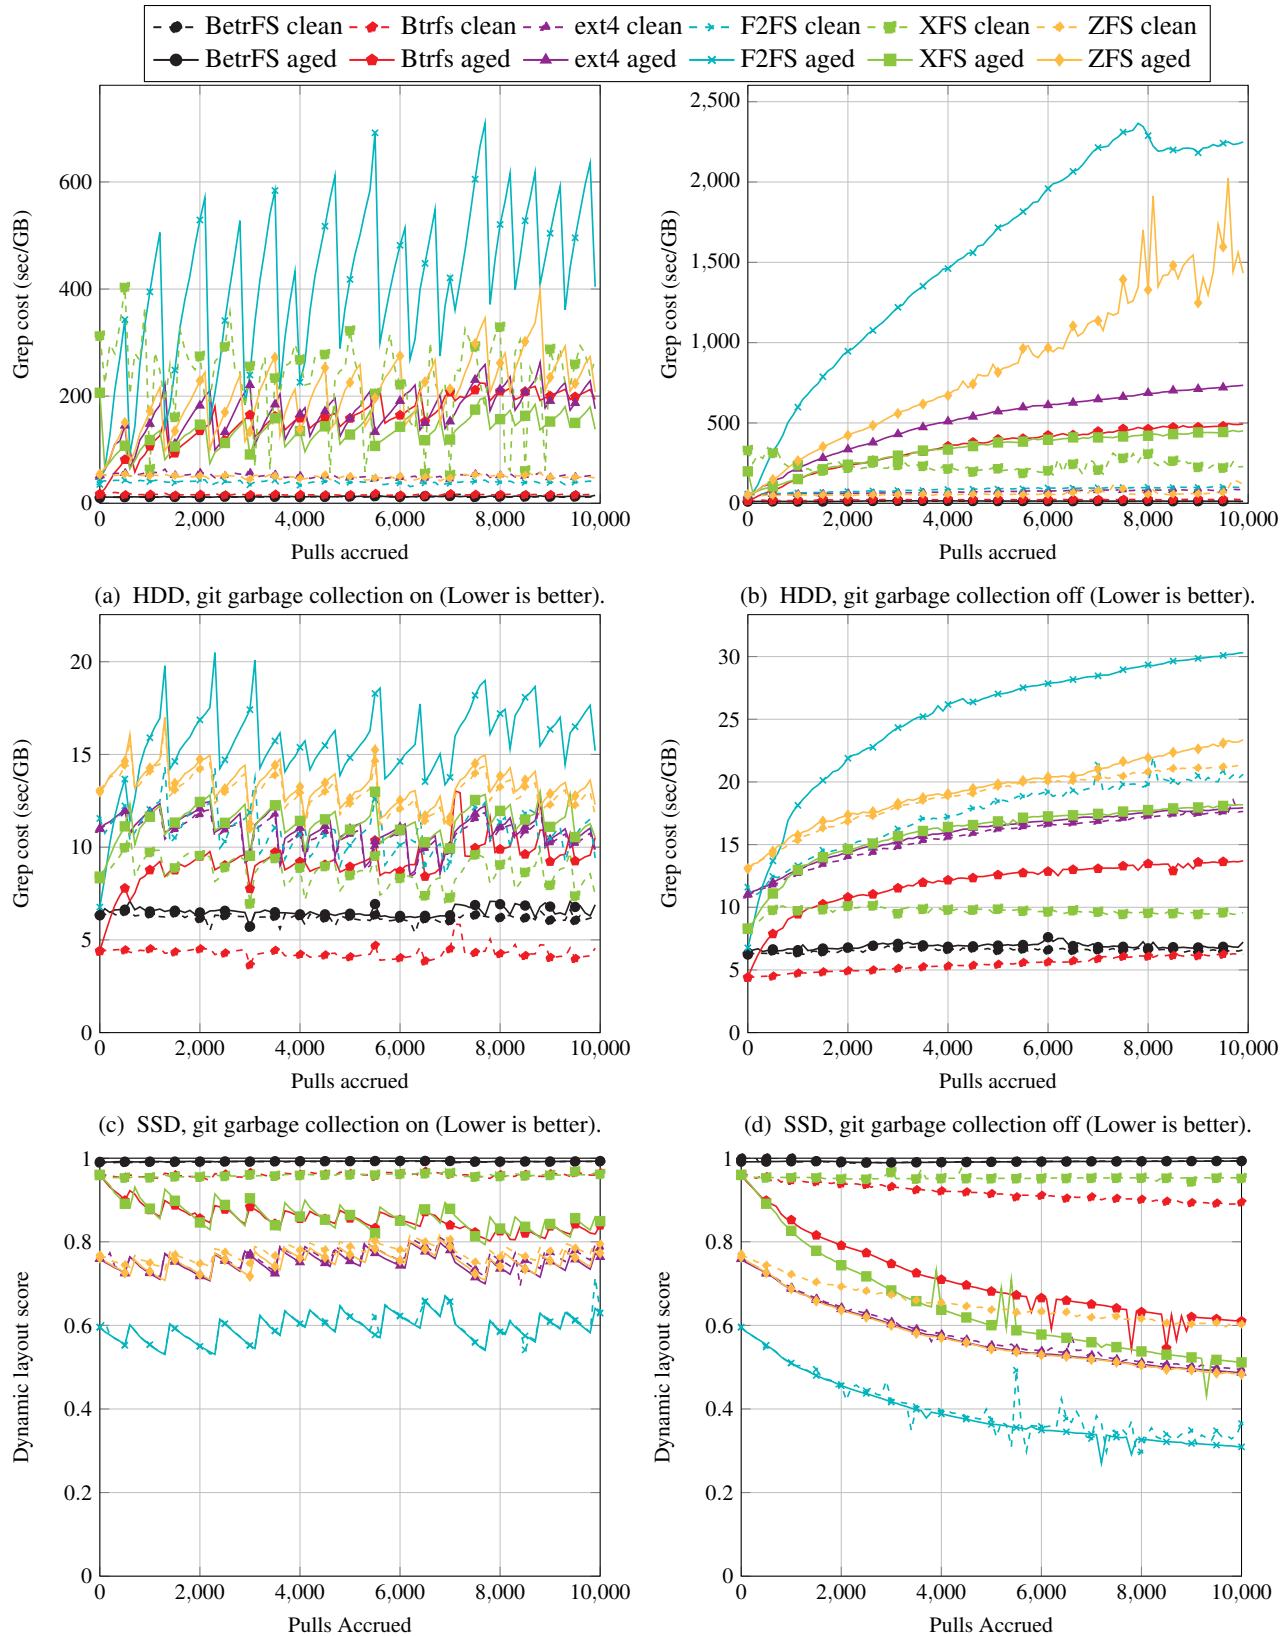 BetrFS clean Btrfs clean ext4 clean F2FS clean XFS clean ZFS clean
BetrFS aged Btrfs aged ext4 aged F2FS aged XFS aged ZFS aged
Grep cost (sec/GB)
600
400
200
0
0 2,000 4,000 6,000 8,000 10,000
Pulls accrued
(a) HDD, git garbage collection on (Lower is better).
Grep cost (sec/GB)
2,500
2,000
1,500
1,000
500
0
0 2,000 4,000 6,000 8,000 10,000
Pulls accrued
(b) HDD, git garbage collection off (Lower is better).
Grep cost (sec/GB)
20
15
10
5
0
0 2,000 4,000 6,000 8,000 10,000
Pulls accrued
(c) SSD, git garbage collection on (Lower is better).
Grep cost (sec/GB)
30
25
20
15
10
5
0
0 2,000 4,000 6,000 8,000 10,000
Pulls accrued
(d) SSD, git garbage collection off (Lower is better).
Dynamic layout score
1
0.8
0.6
0.4
0.2
0
0 2,000 4,000 6,000 8,000 10,000
Pulls Accrued
Dynamic layout score
1
0.8
0.6
0.4
0.2
0
0 2,000 4,000 6,000 8,000 10,000
Pulls Accrued